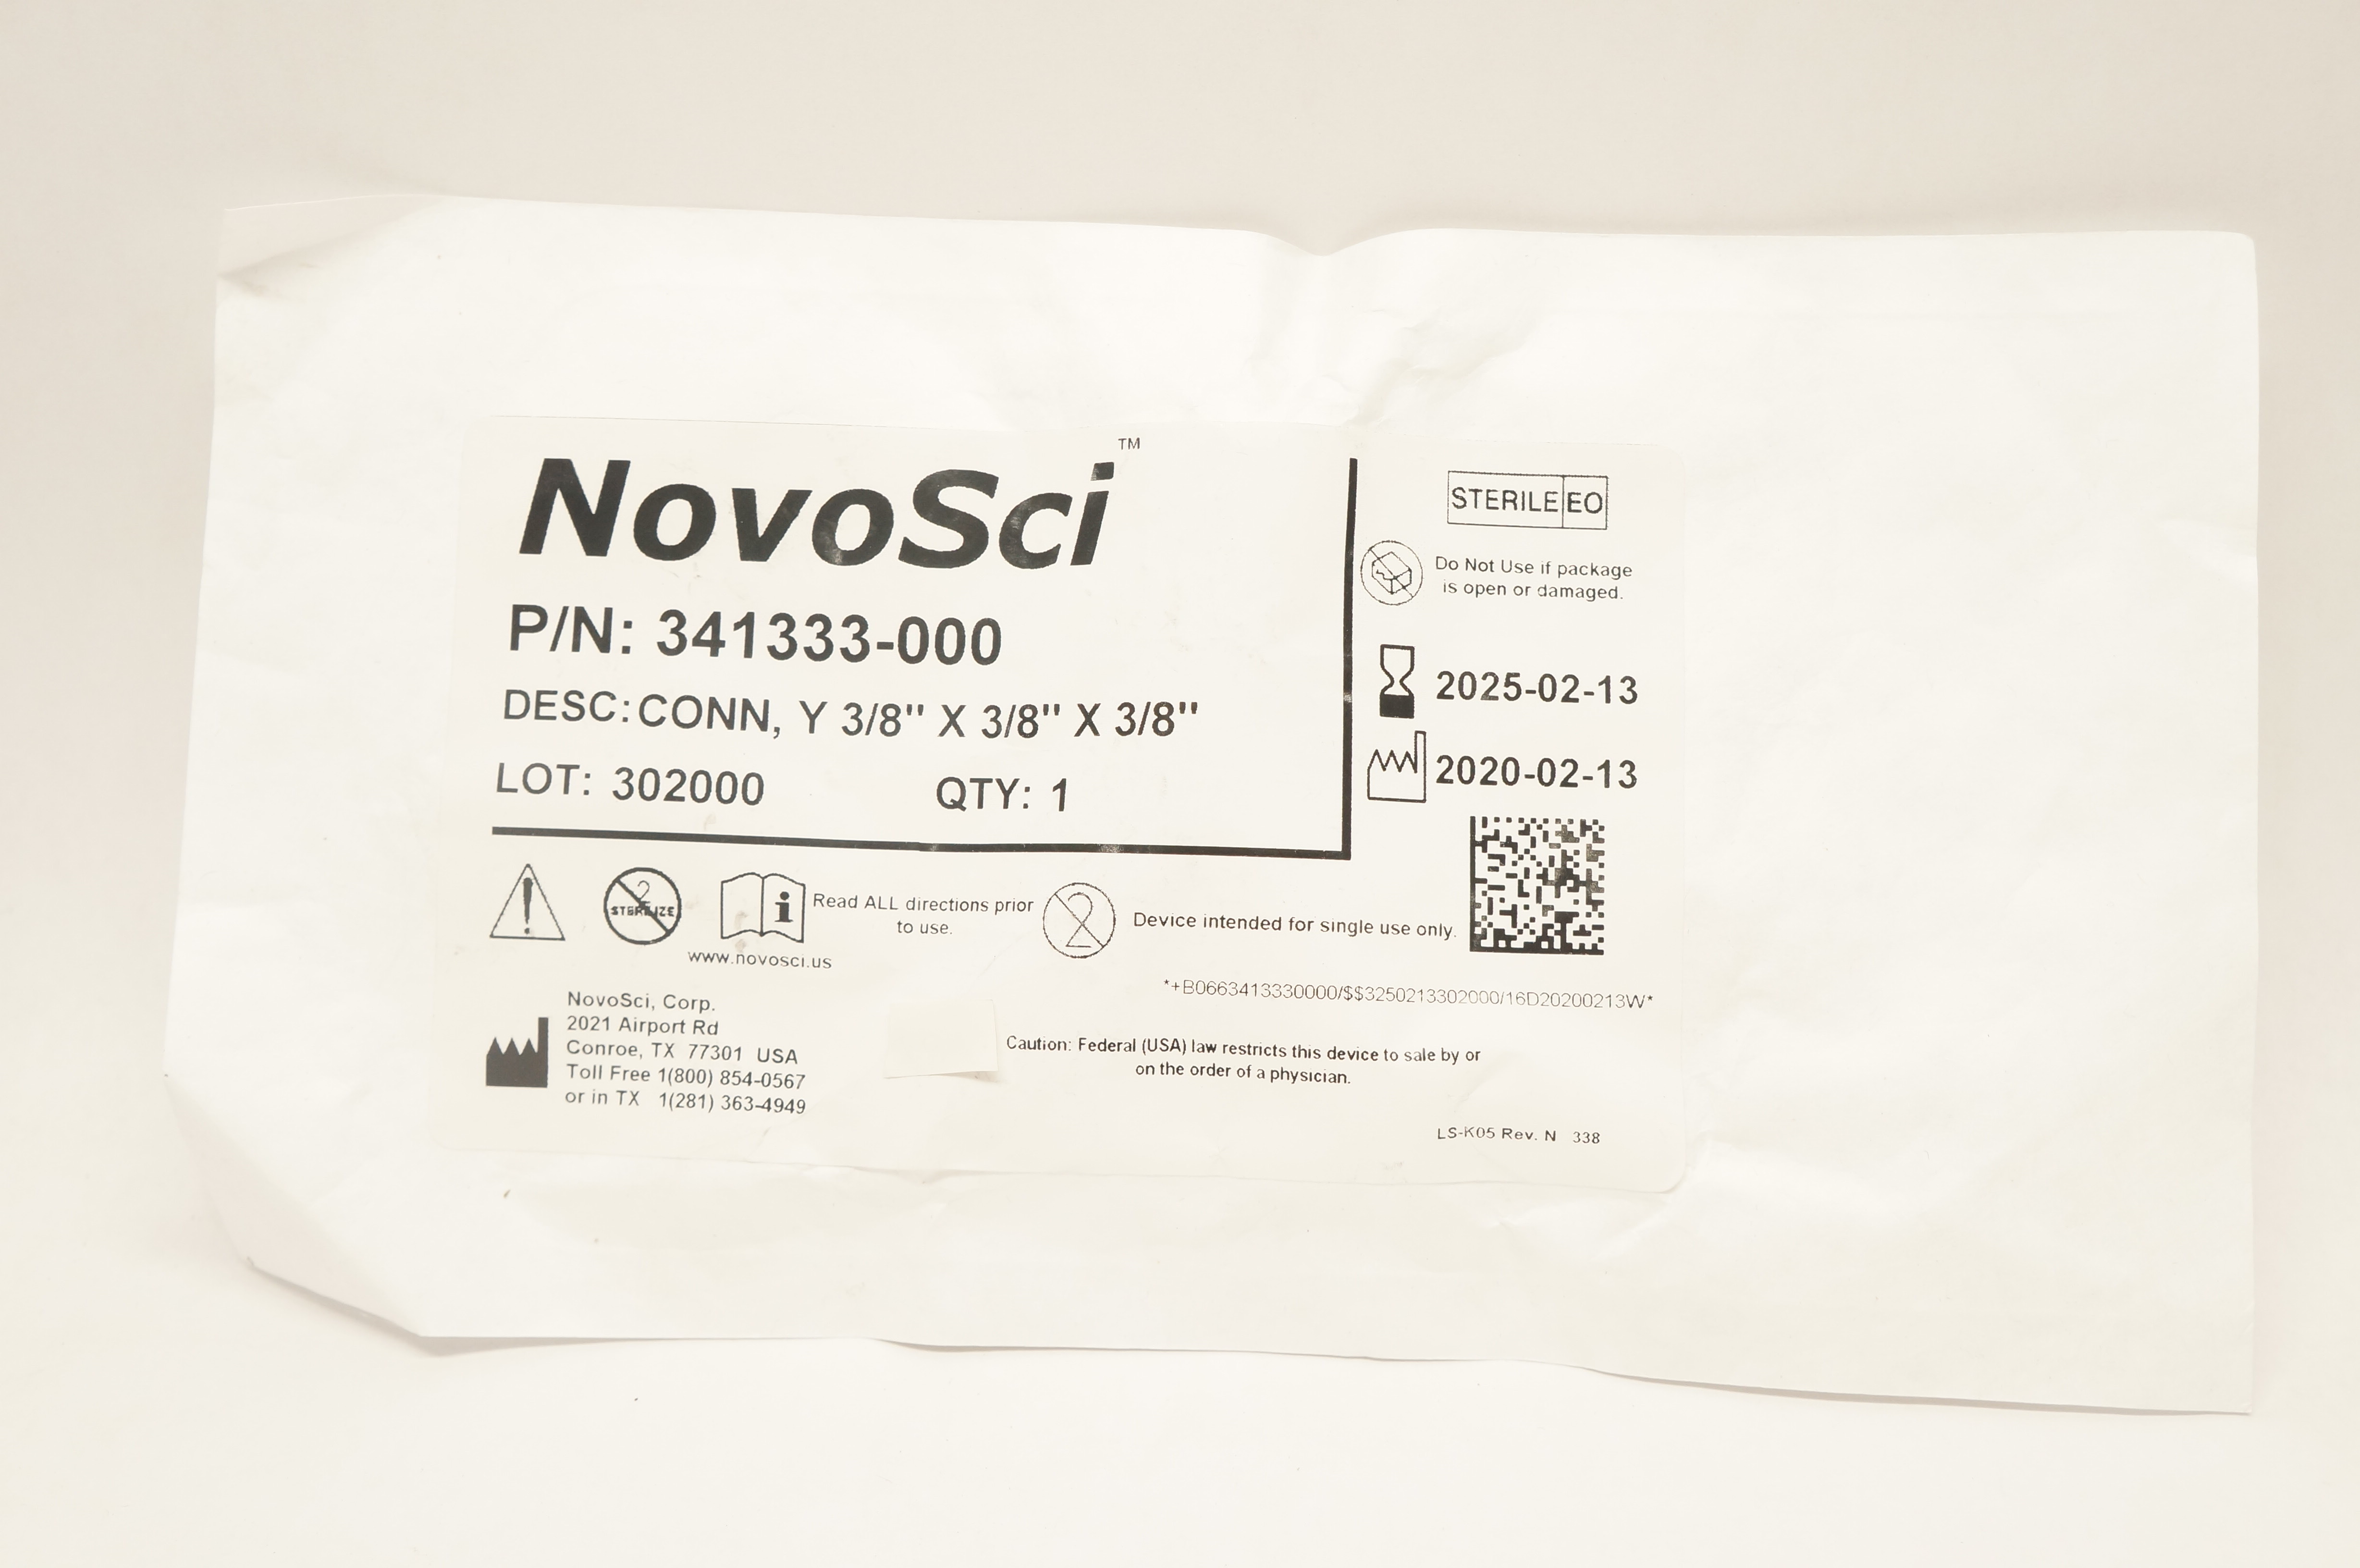 NovoSci™
P/N: 341333-000
DESC: CONN, Y 3/8" X 3/8" X 3/8"
LOT: 302000 QTY: 1
STERILE EO
Do Not Use if package
is open or damaged.
2025-02-13
2020-02-13
2
STERILIZE
i
Read ALL directions prior
to use.
www.novosci.us
2
Device intended for single use only.
*+B0663413330000/$$3250213302000/16D20200213W*
NovoSci, Corp.
2021 Airport Rd
Conroe, TX 77301 USA
Toll Free 1(800) 854-0567
or in TX 1(281) 363-4949
Caution: Federal (USA) law restricts this device to sale by or
on the order of a physician.
LS-K05 Rev. N 338